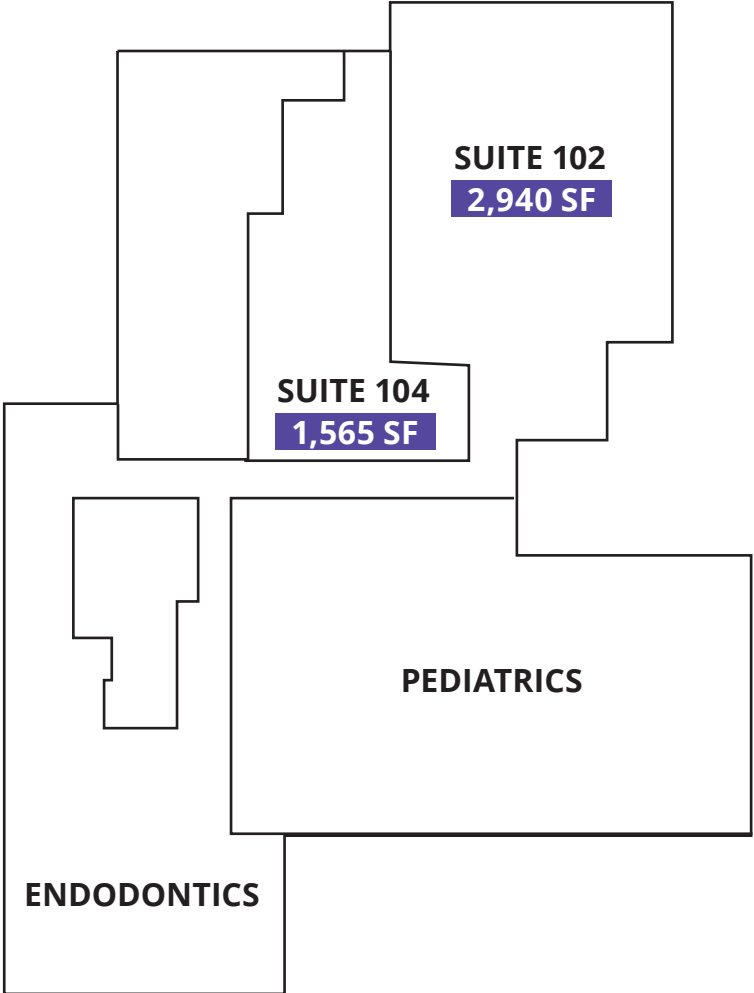 SUITE 102
2,940 SF
SUITE 104
1,565 SF
PEDIATRICS
ENDODONTICS